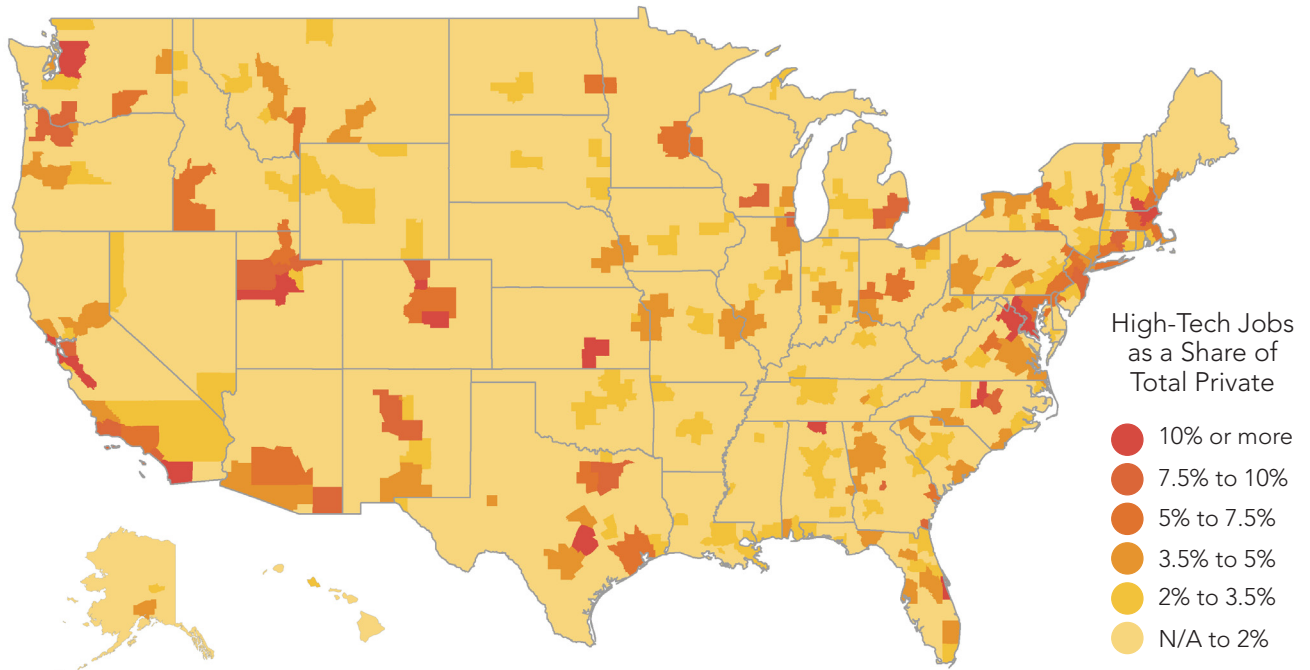 High-Tech Jobs
as a Share of
Total Private
10% or more
7.5% to 10%
5% to 7.5%
3.5% to 5%
2% to 3.5%
N/A to 2%